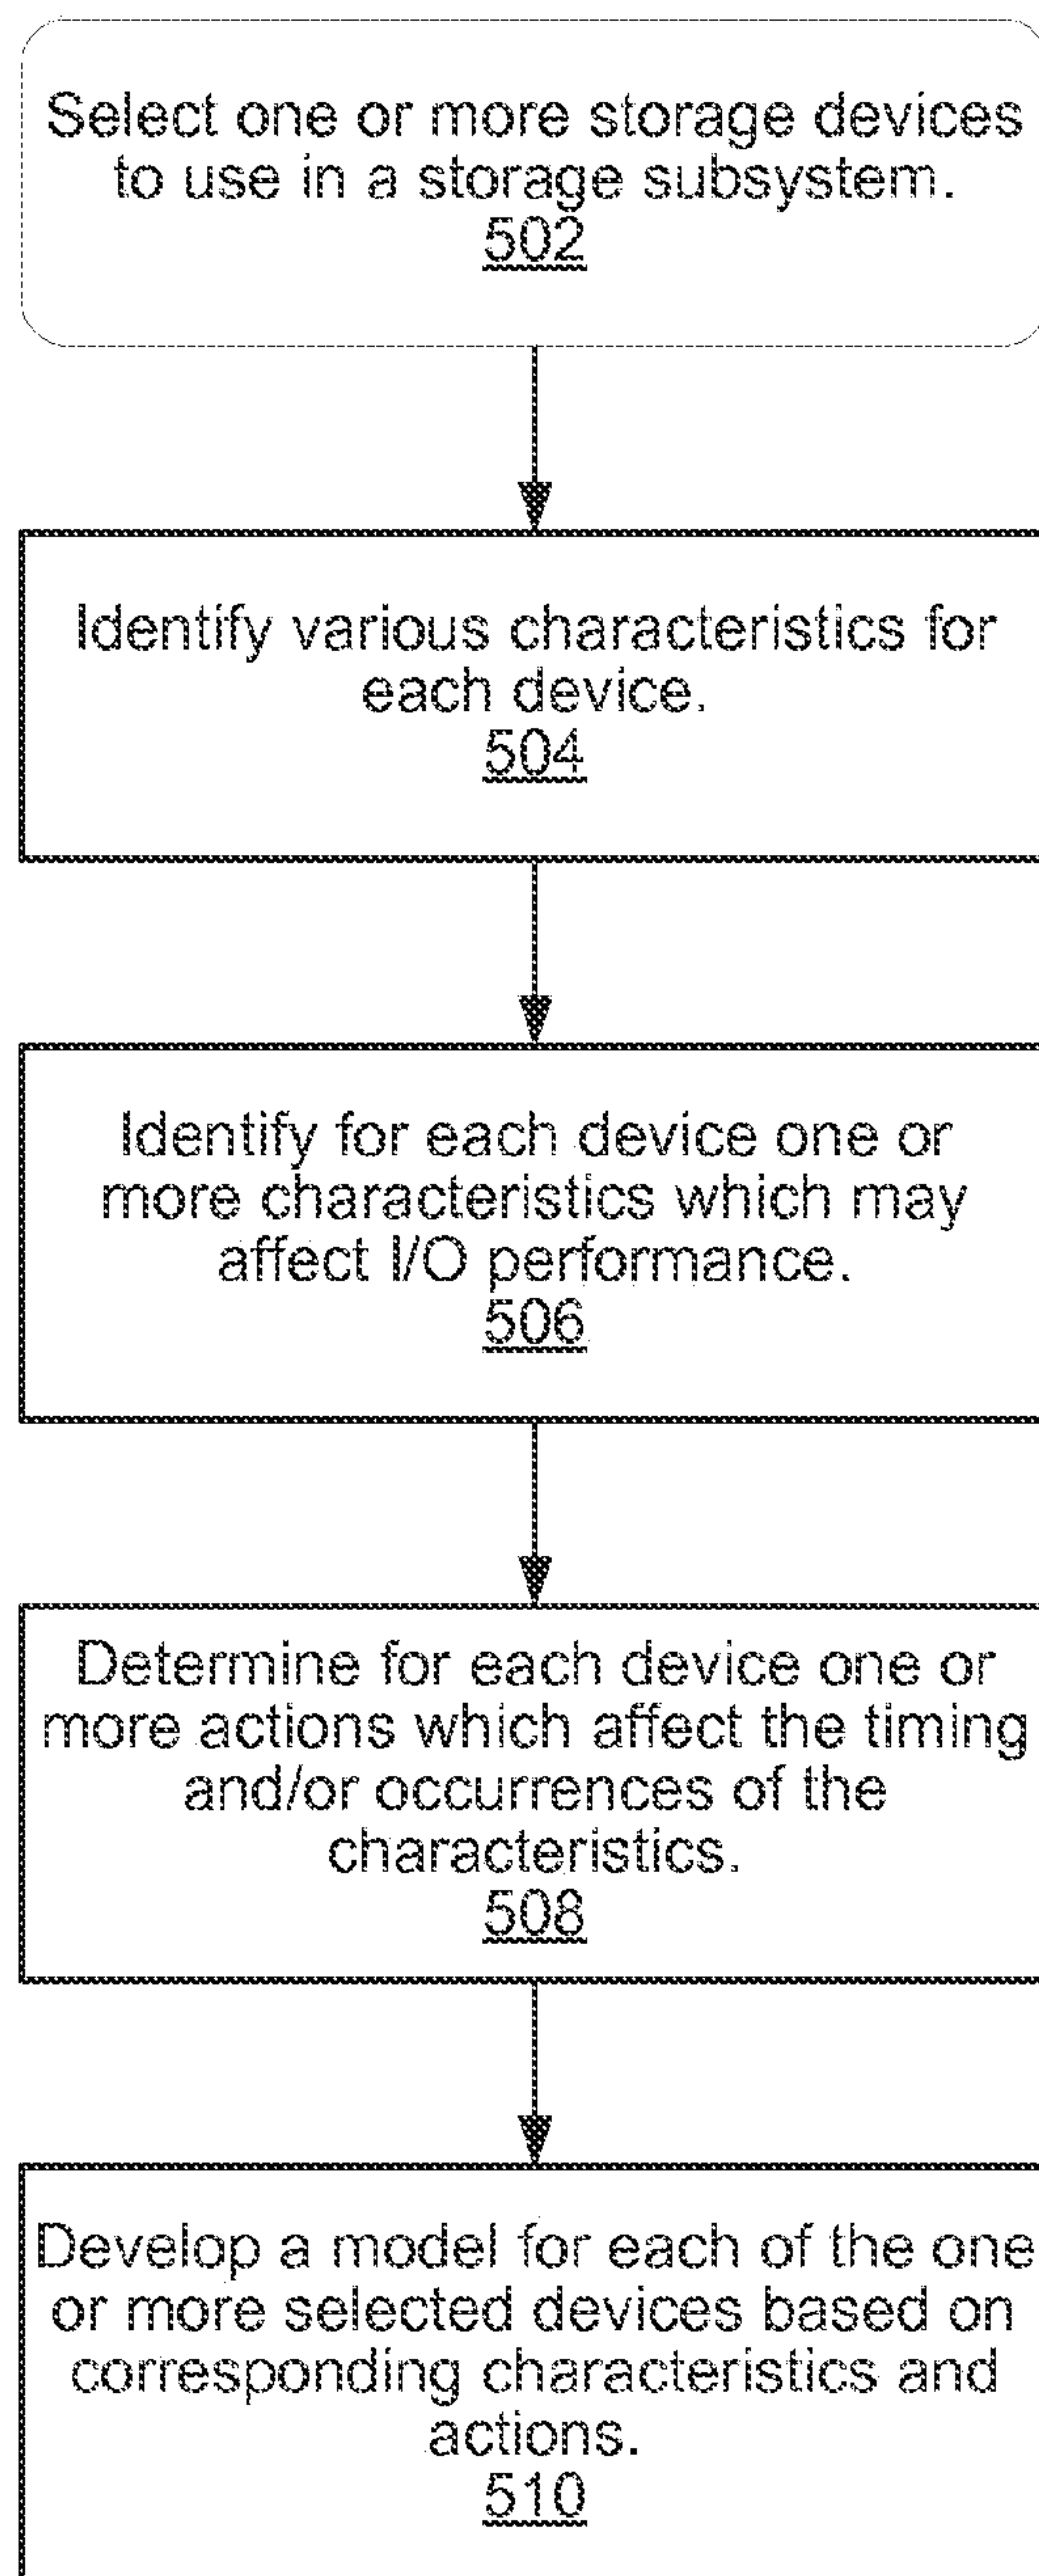 Select one or more storage devices
to use in a storage subsystem.
502
Identify various characteristics for
each device.
504
Identify for each device one or
more characteristics which may
affect I/O performance.
506
Determine for each device one or
more actions which affect the timing
and/or occurrences of the
characteristics.
508
Develop a model for each of the one
or more selected devices based on
corresponding characteristics and
actions.
510